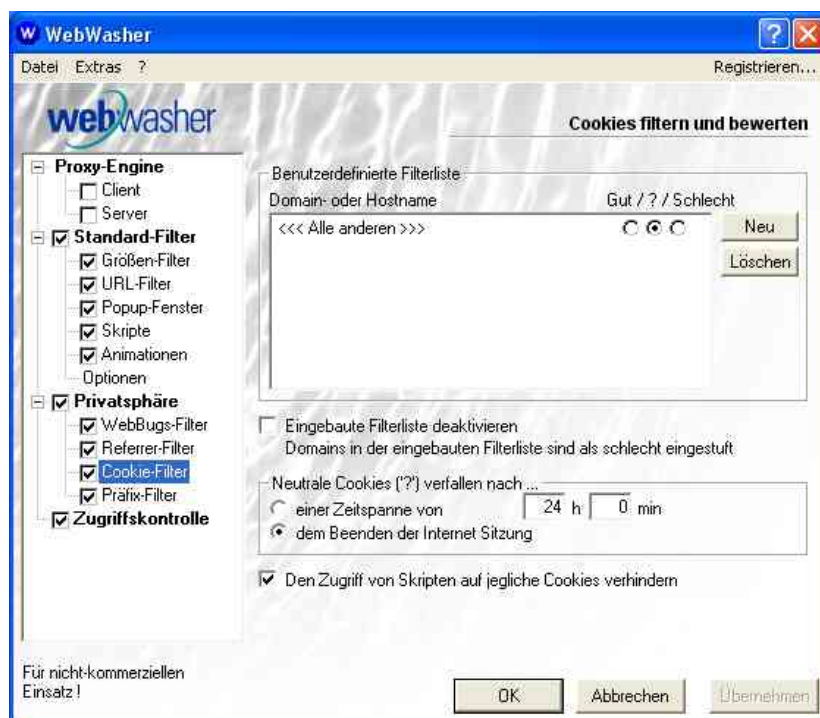 WebWasher
Datei Extras ? Registrieren...
webwasher
Cookies filtern und bewerten
Proxy-Engine
Client
Server
Standard-Filter
Größen-Filter
URL-Filter
Popup-Fenster
Skripte
Animationen
Optionen
Privatsphäre
WebBugs-Filter
Referrer-Filter
Cookie-Filter
Präfix-Filter
Zugriffskontrolle
Benutzerdefinierte Filterliste
Domain- oder Hostname Gut / ? / Schlecht
<<< Alle anderen >>>
Neu
Löschen
Eingebaute Filterliste deaktivieren
Domains in der eingebauten Filterliste sind als schlecht eingestuft
Neutrale Cookies ('?') verfallen nach ...
einer Zeitspanne von 24 h 0 min
dem Beenden der Internet Sitzung
Den Zugriff von Skripten auf jegliche Cookies verhindern
Für nicht-kommerziellen
Einsatz !
OK Abbrechen Übernehmen